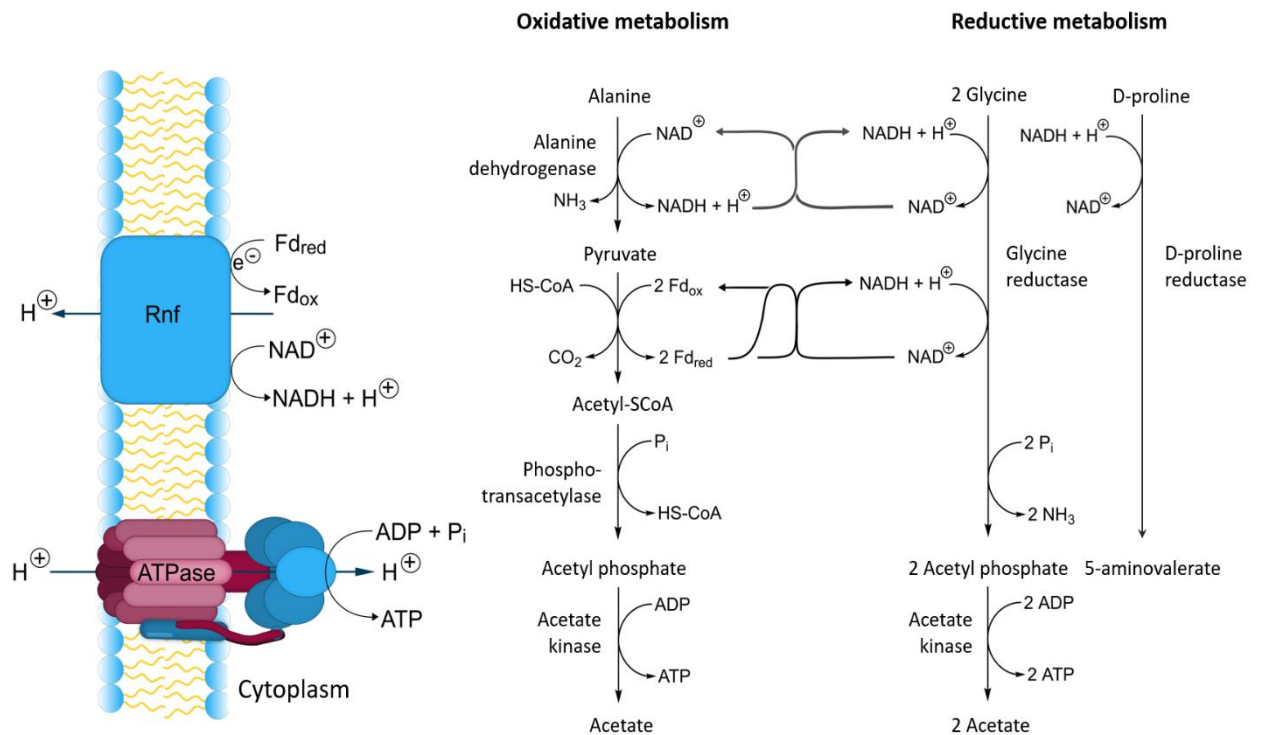 Oxidative metabolism
Reductive metabolism
Fdred
e⊖
Fdox
H⊕
Rnf
NAD⊕
NADH + H⊕
ADP + Pi
H⊕
ATPase
H⊕
ATP
Cytoplasm
Alanine
Alanine
dehydrogenase
NAD⊕
NH3
NADH + H⊕
Pyruvate
HS-CoA
2 Fdox
CO2
2 Fdred
Acetyl-SCoA
Phospho-
transacetylase
Pi
HS-CoA
Acetyl phosphate
Acetate
kinase
ADP
ATP
Acetate
2 Glycine
NADH + H⊕
NAD⊕
Glycine
reductase
NADH + H⊕
NAD⊕
2 Pi
2 NH3
2 Acetyl phosphate
Acetate
kinase
2 ADP
2 ATP
2 Acetate
D-proline
NADH + H⊕
NAD⊕
D-proline
reductase
5-aminovalerate